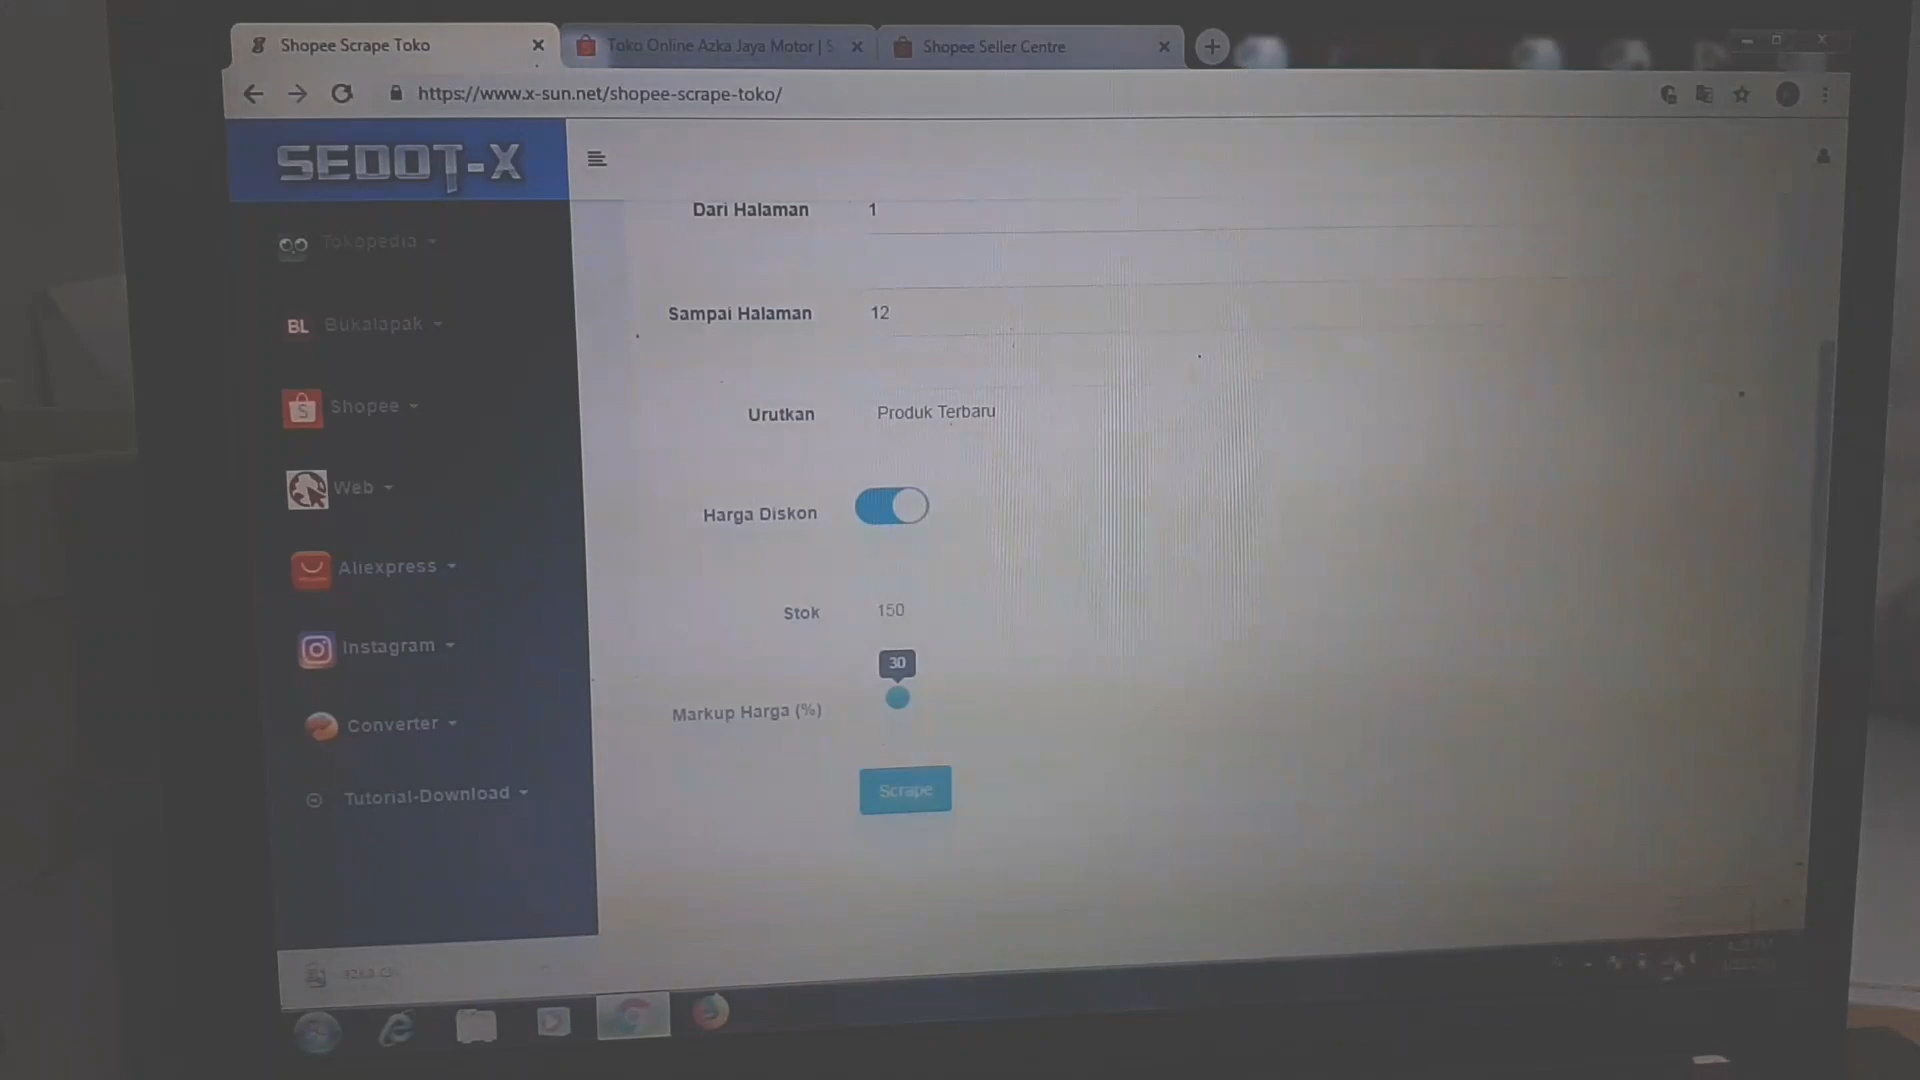 Shopee Scrape Toko
Toko Online Azka Jaya Motor | S
Shopee Seller Centre
https://www.x-sun.net/shopee-scrape-toko/
SEDOT-X
Tokopedia
BL Bukalapak
Shopee
Web
Aliexpress
Instagram
Converter
Tutorial-Download
Dari Halaman 1
Sampai Halaman 12
Urutkan Produk Terbaru
Harga Diskon
Stok 150
30
Markup Harga (%)
Scrape